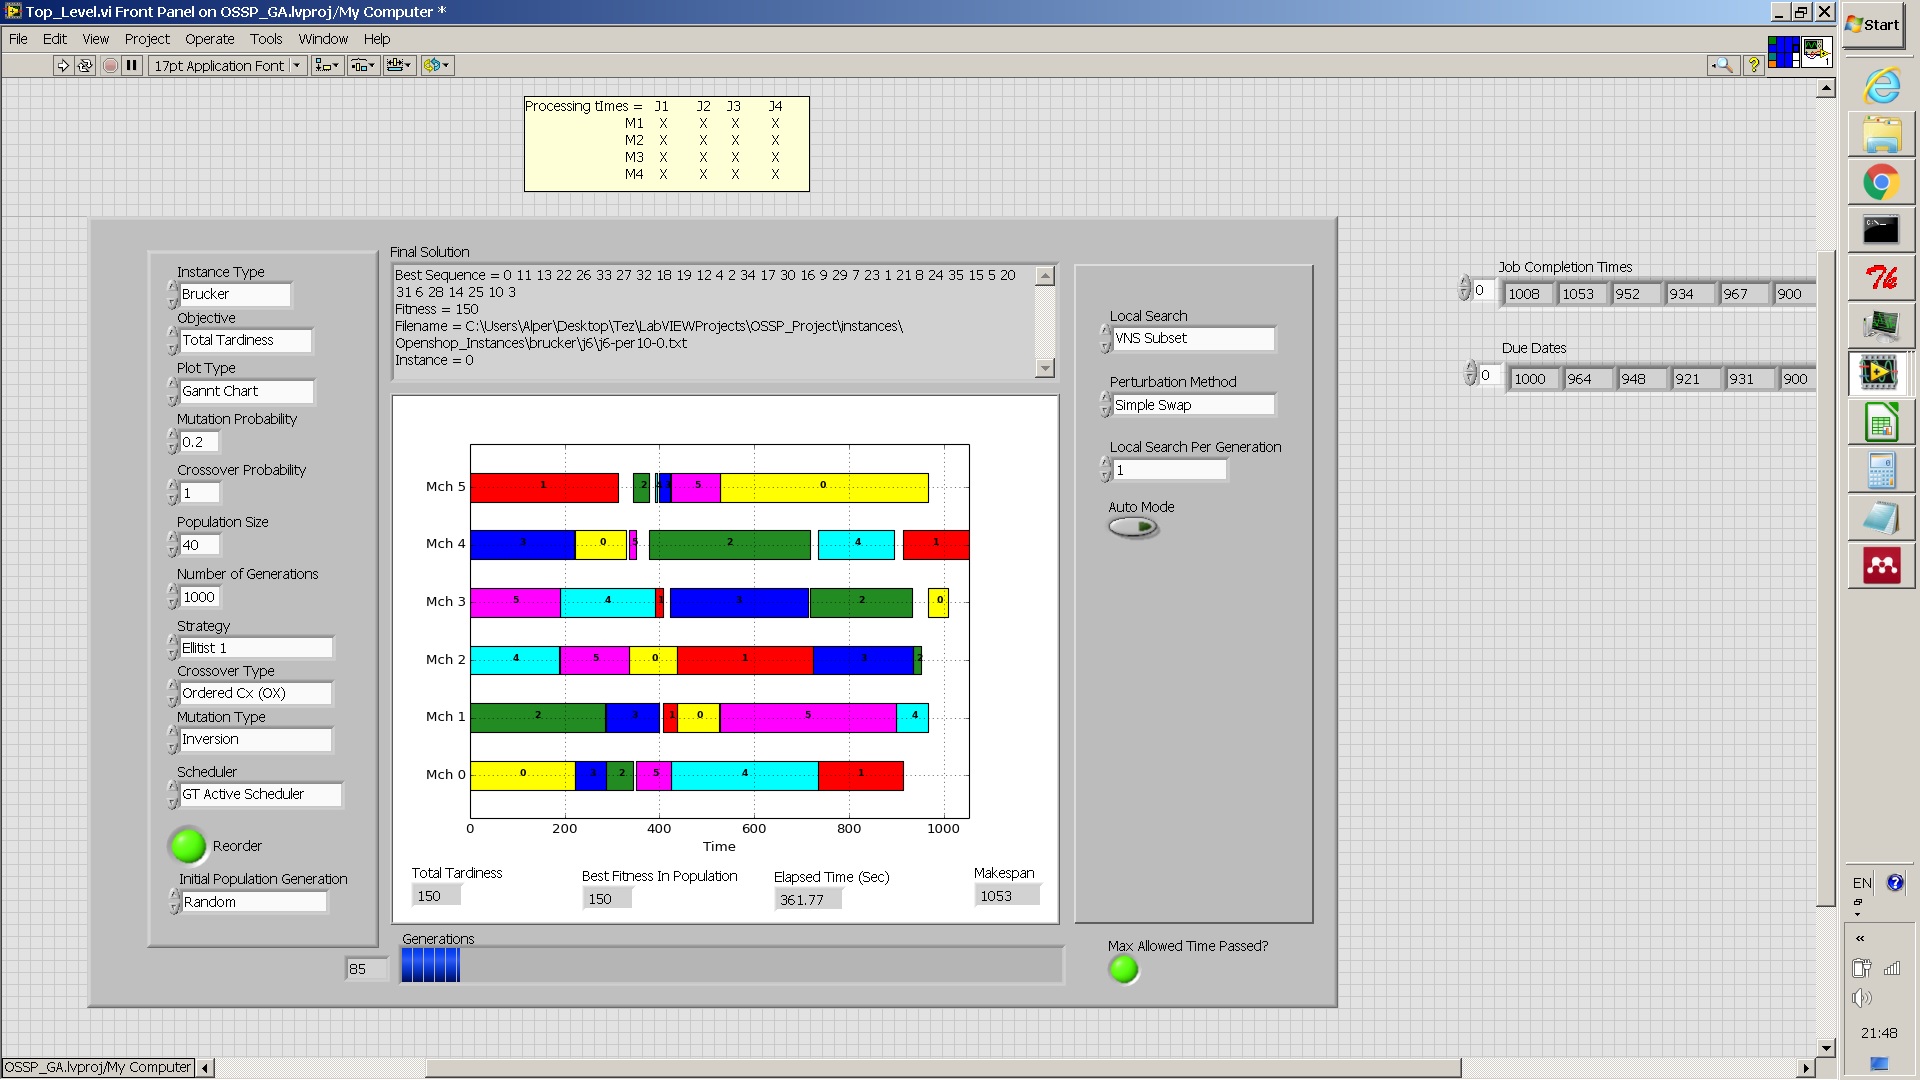 Top_Level.vi Front Panel on OSSP_GA.lvproj/My Computer *
File Edit View Project Operate Tools Window Help
17pt Application Font
Start
Processing tImes = J1 J2 J3 J4
M1 X X X X
M2 X X X X
M3 X X X X
M4 X X X X
Instance Type
Brucker
Objective
Total Tardiness
Plot Type
Gannt Chart
Mutation Probability
0.2
Crossover Probability
1
Population Size
40
Number of Generations
1000
Strategy
Ellitist 1
Crossover Type
Ordered Cx (OX)
Mutation Type
Inversion
Scheduler
GT Active Scheduler
Reorder
Initial Population Generation
Random
Final Solution
Best Sequence = 0 11 13 22 26 33 27 32 18 19 12 4 2 34 17 30 16 9 29 7 23 1 21 8 24 35 15 5 20
31 6 28 14 25 10 3
Fitness = 150
Filename = C:\Users\Alper\Desktop\Tez\LabVIEWProjects\OSSP_Project\instances\
Openshop_Instances\brucker\j6\j6-per10-0.txt
Instance = 0
Mch 5 1 2 5 0
Mch 4 3 0 5 2 4 1
Mch 3 5 4 1 3 2 0
Mch 2 4 5 0 1 3 2
Mch 1 2 3 1 0 5 4
Mch 0 0 3 2 5 4 1
0 200 400 600 800 1000
Time
Total Tardiness
150
Best Fitness In Population
150
Elapsed Time (Sec)
361.77
Makespan
1053
Generations
85
Local Search
VNS Subset
Perturbation Method
Simple Swap
Local Search Per Generation
1
Auto Mode
Max Allowed Time Passed?
Job Completion Times
0 1008 1053 952 934 967 900
Due Dates
0 1000 964 948 921 931 900
EN
21:48
OSSP_GA.lvproj/My Computer